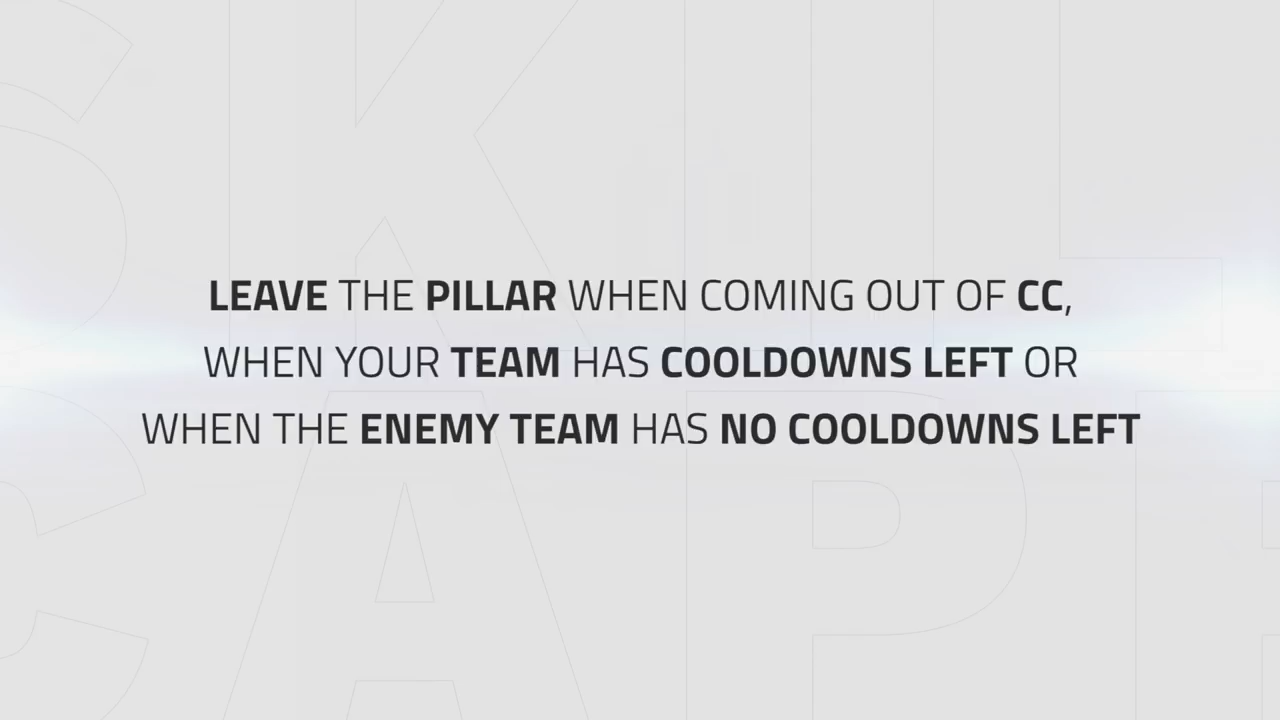 LEAVE THE PILLAR WHEN COMING OUT OF CC,
WHEN YOUR TEAM HAS COOLDOWNS LEFT OR
WHEN THE ENEMY TEAM HAS NO COOLDOWNS LEFT